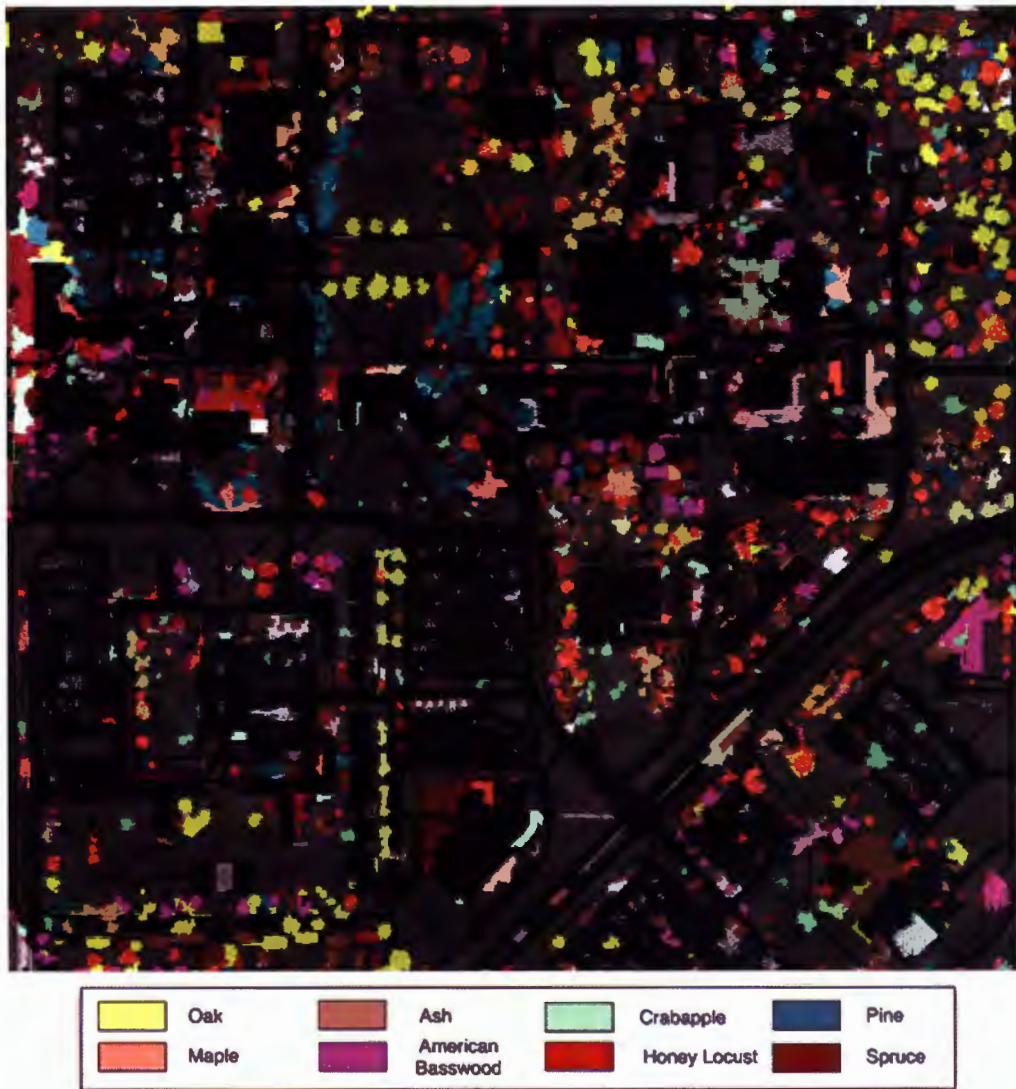 Oak
Ash
Crabapple
Pine
Maple
American
Basswood
Honey Locust
Spruce